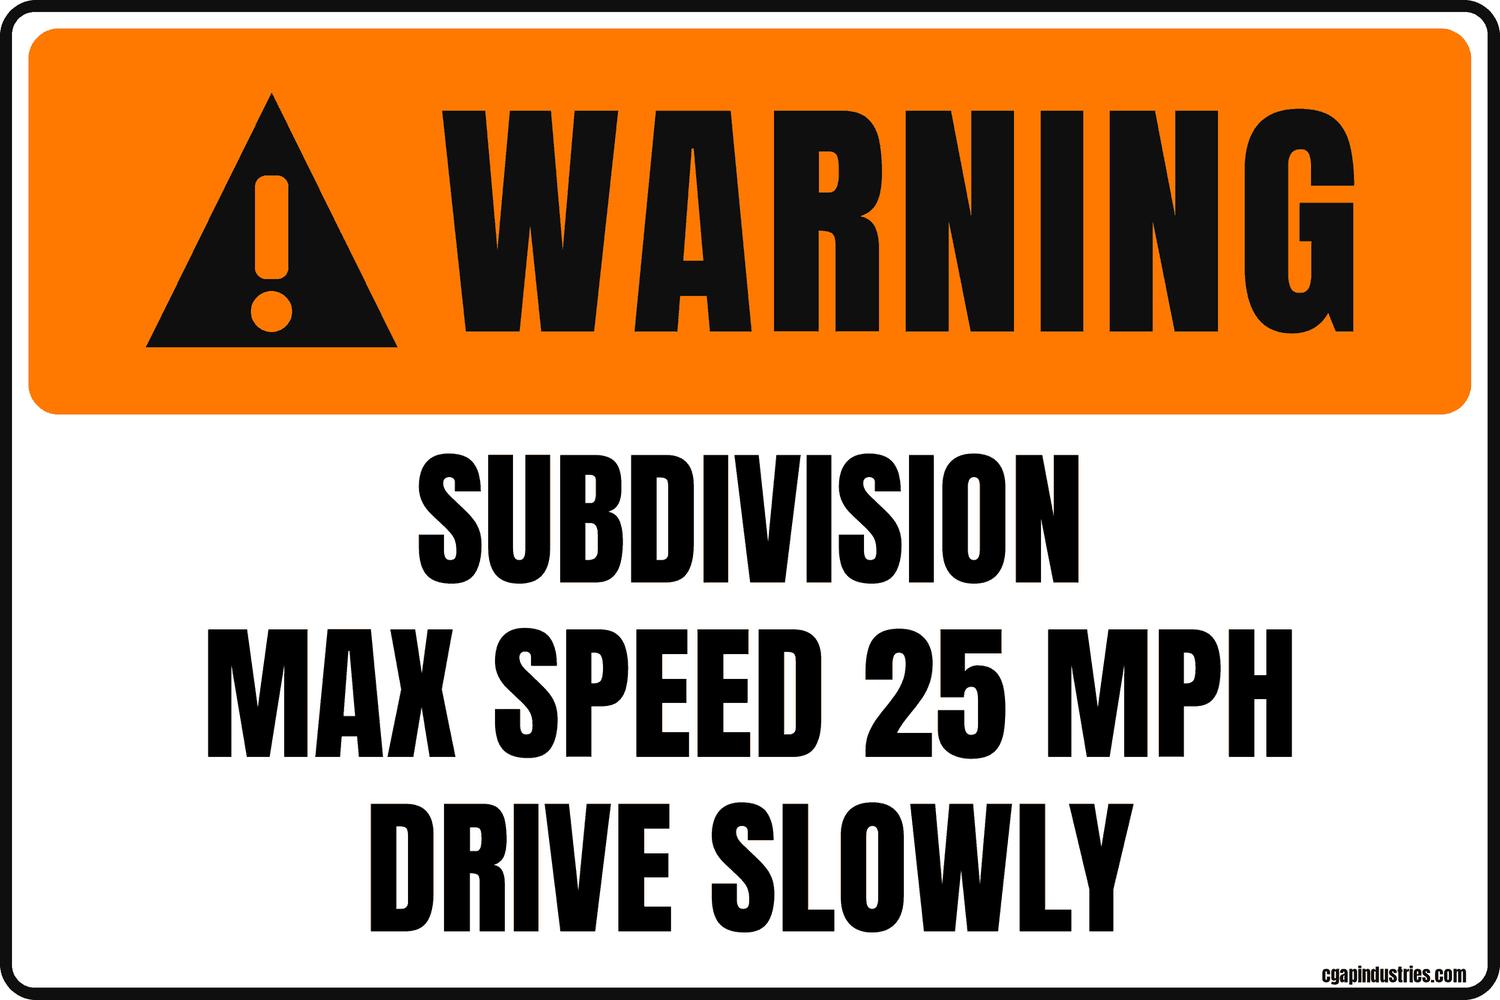 WARNING
SUBDIVISION
MAX SPEED 25 MPH
DRIVE SLOWLY
cgapindustries.com